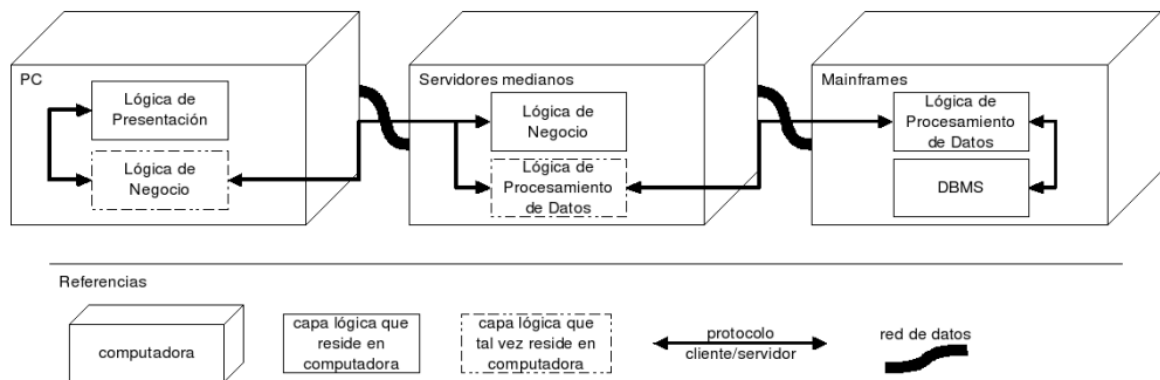 PC
Lógica de
Presentación
Lógica de
Negocio
Servidores medianos
Lógica de
Negocio
Lógica de
Procesamiento
de Datos
Mainframes
Lógica de
Procesamiento
de Datos
DBMS
Referencias
computadora
capa lógica que
reside en
computadora
capa lógica que
tal vez reside en
computadora
protocolo
cliente/servidor
red de datos